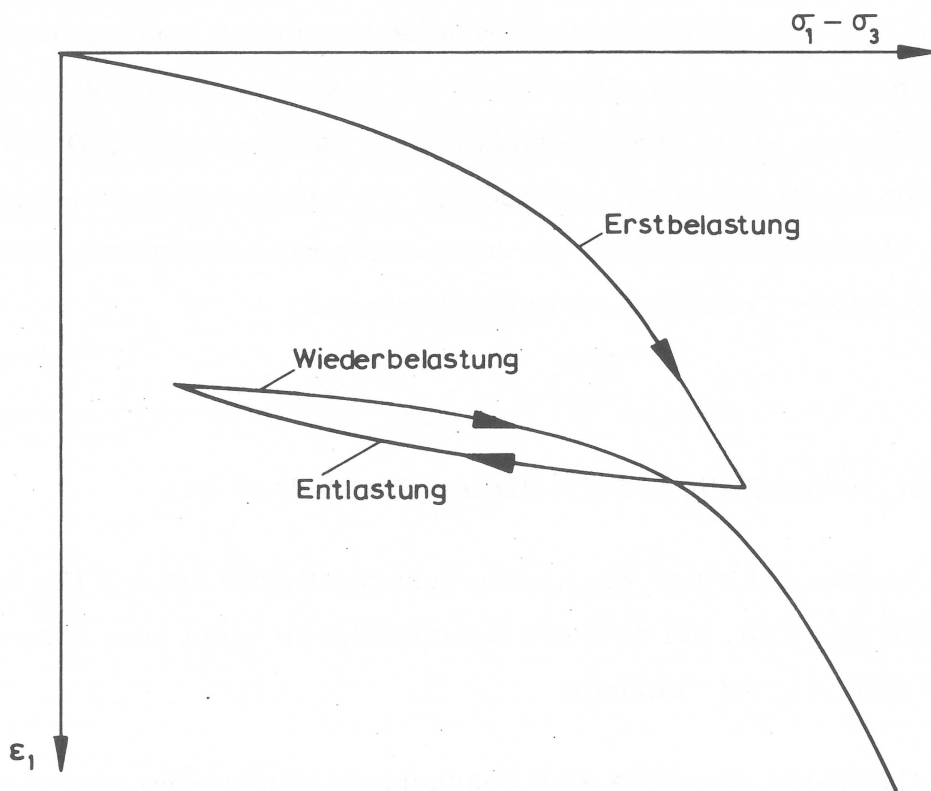 σ₁ − σ₃
Erstbelastung
Wiederbelastung
Entlastung
ε₁